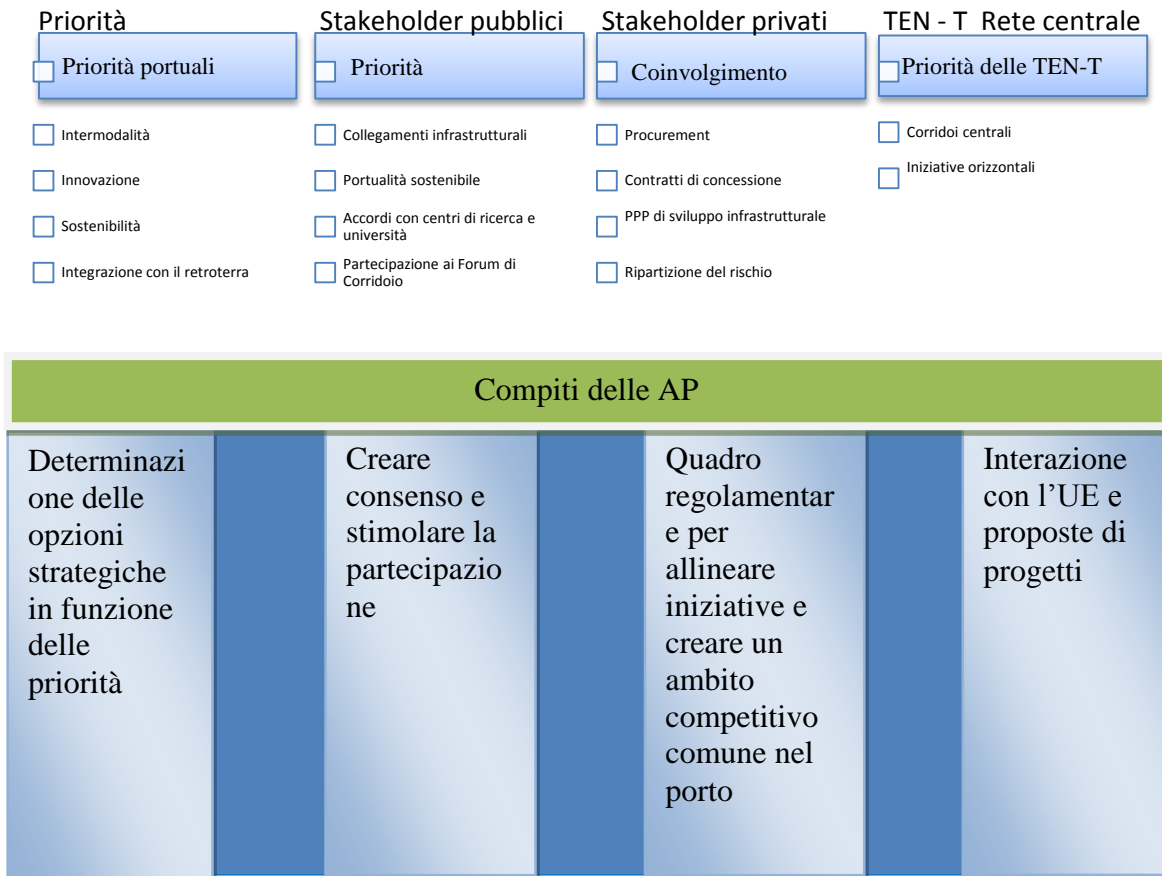 Priorità
Stakeholder pubblici
Stakeholder privati
TEN - T Rete centrale
Priorità portuali
Priorità
Coinvolgimento
Priorità delle TEN-T
Intermodalità
Innovazione
Sostenibilità
Integrazione con il retroterra
Collegamenti infrastrutturali
Portualità sostenibile
Accordi con centri di ricerca e
università
Partecipazione ai Forum di
Corridoio
Procurement
Contratti di concessione
PPP di sviluppo infrastrutturale
Ripartizione del rischio
Corridoi centrali
Iniziative orizzontali
Compiti delle AP
Determinazi
one delle
opzioni
strategiche
in funzione
delle
priorità
Creare
consenso e
stimolare la
partecipazio
ne
Quadro
regolamentar
e per
allineare
iniziative e
creare un
ambito
competitivo
comune nel
porto
Interazione
con l’UE e
proposte di
progetti